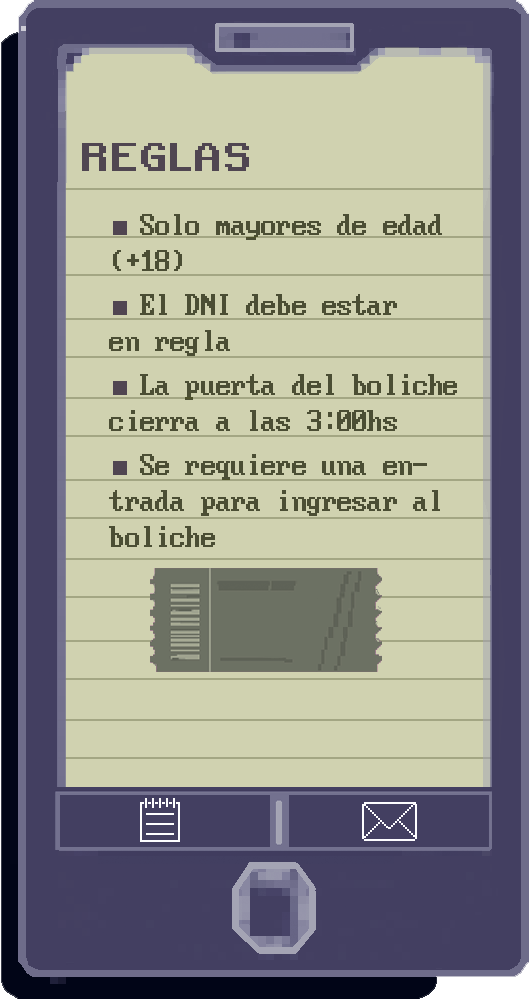 REGLAS
▪ Solo mayores de edad
(+18)
▪ El DNI debe estar
en regla
▪ La puerta del boliche
cierra a las 3:00hs
▪ Se requiere una en-
trada para ingresar al
boliche